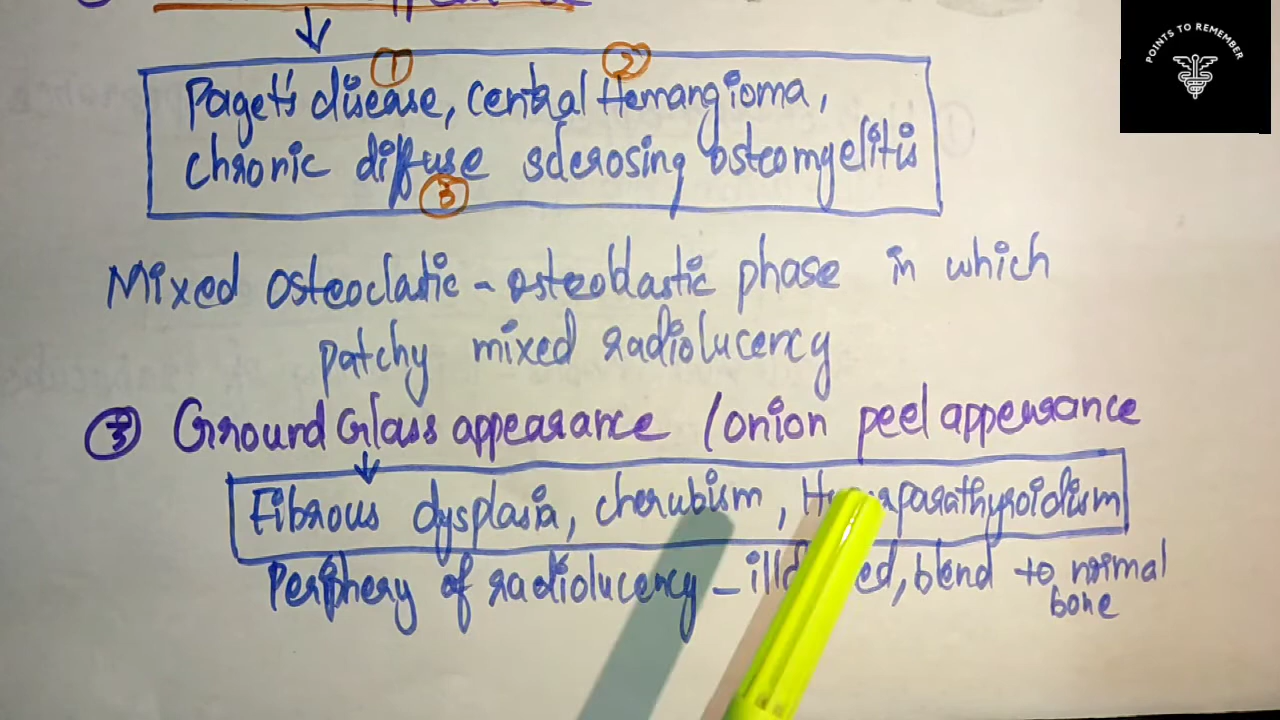 POINTS TO REMEMBER
① ②
Paget's disease, central Hemangioma,
chronic diffuse sclerosing osteomyelitis
③
Mixed osteoclastic - osteoblastic phase in which
patchy mixed radiolucency
③ Ground Glass appearance / onion peel appearance
Fibrous dysplasia, cherubism,
Periphery of radiolucency - blend to normal
bone